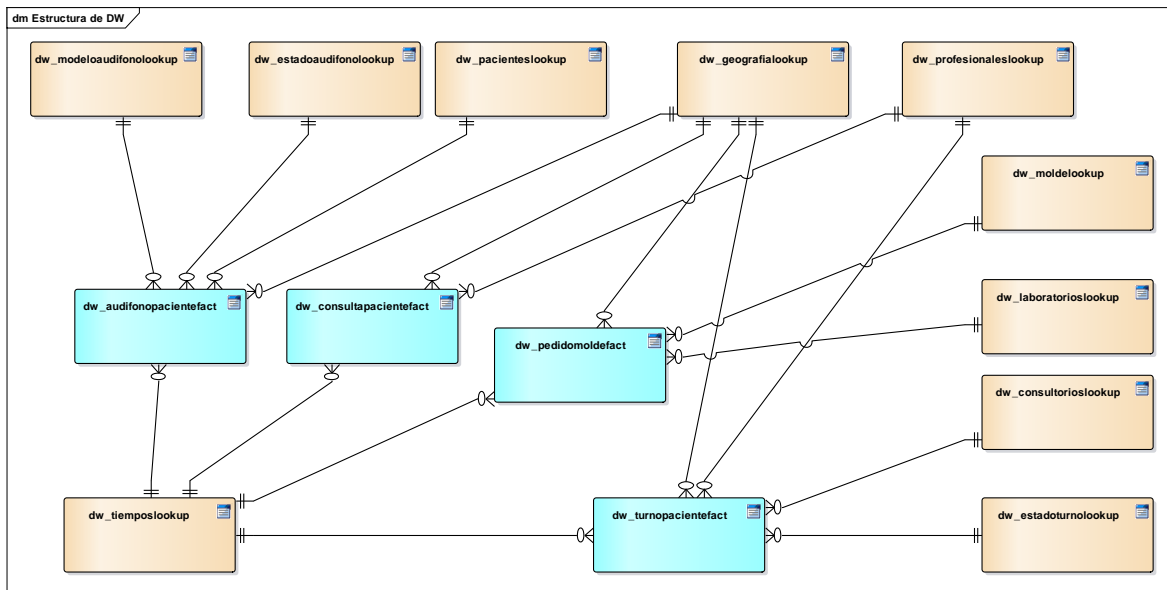 dm Estructura de DW
dw_modeloaudifonolookup
dw_estadoaudifonolookup
dw_pacienteslookup
dw_geografialookup
dw_profesionaleslookup
dw_moldelookup
dw_audifonopacientefact
dw_consultapacientefact
dw_laboratorioslookup
dw_pedidomoldefact
dw_consultorioslookup
dw_tiemposlookup
dw_turnopacientefact
dw_estadoturnolookup